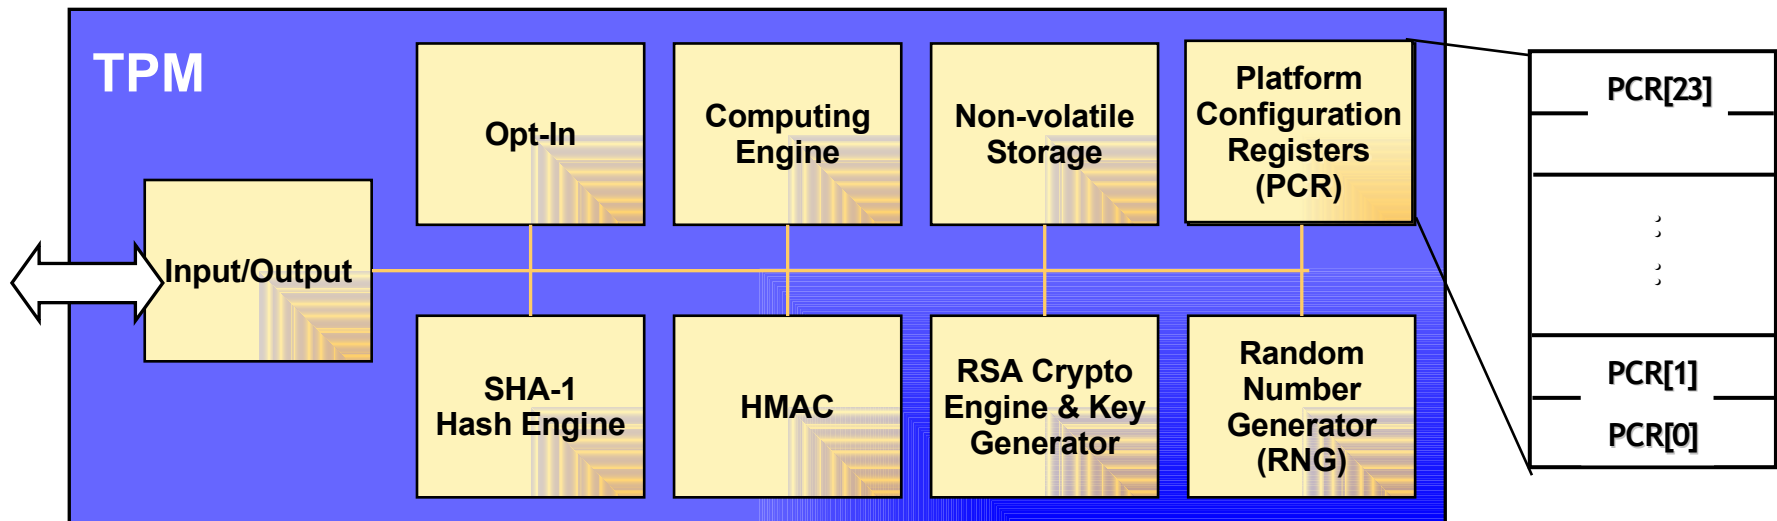 TPM
Opt-In
Computing
Engine
Non-volatile
Storage
Platform
Configuration
Registers
(PCR)
Input/Output
SHA-1
Hash Engine
HMAC
RSA Crypto
Engine & Key
Generator
Random
Number
Generator
(RNG)
PCR[23]
PCR[1]
PCR[0]